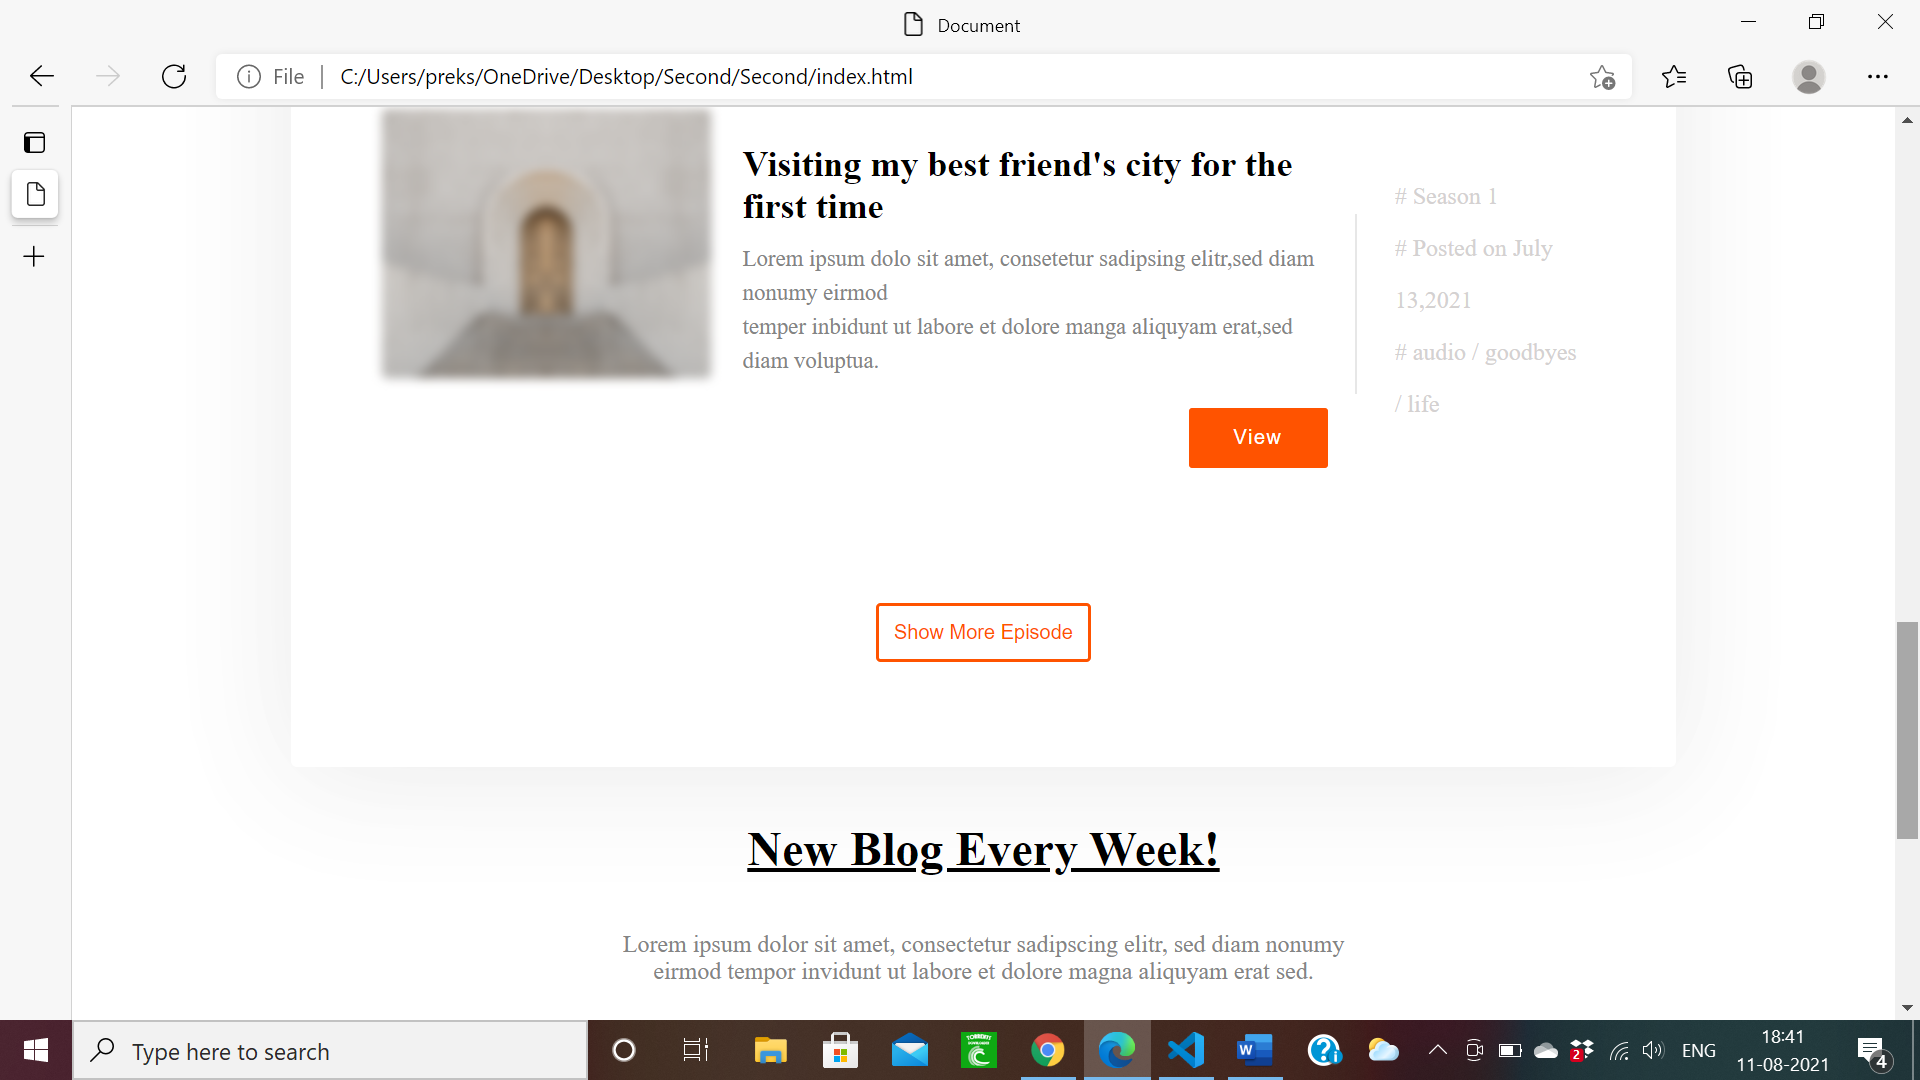 Document
File
C:/Users/preks/OneDrive/Desktop/Second/Second/index.html
Visiting my best friend's city for the
first time
Lorem ipsum dolo sit amet, consetetur sadipsing elitr,sed diam
nonumy eirmod
temper inbidunt ut labore et dolore manga aliquyam erat,sed
diam voluptua.
View
# Season 1
# Posted on July
13,2021
# audio / goodbyes
/ life
Show More Episode
New Blog Every Week!
Lorem ipsum dolor sit amet, consectetur sadipscing elitr, sed diam nonumy
eirmod tempor invidunt ut labore et dolore magna aliquyam erat sed.
Type here to search
W
2
ENG
18:41
11-08-2021
4